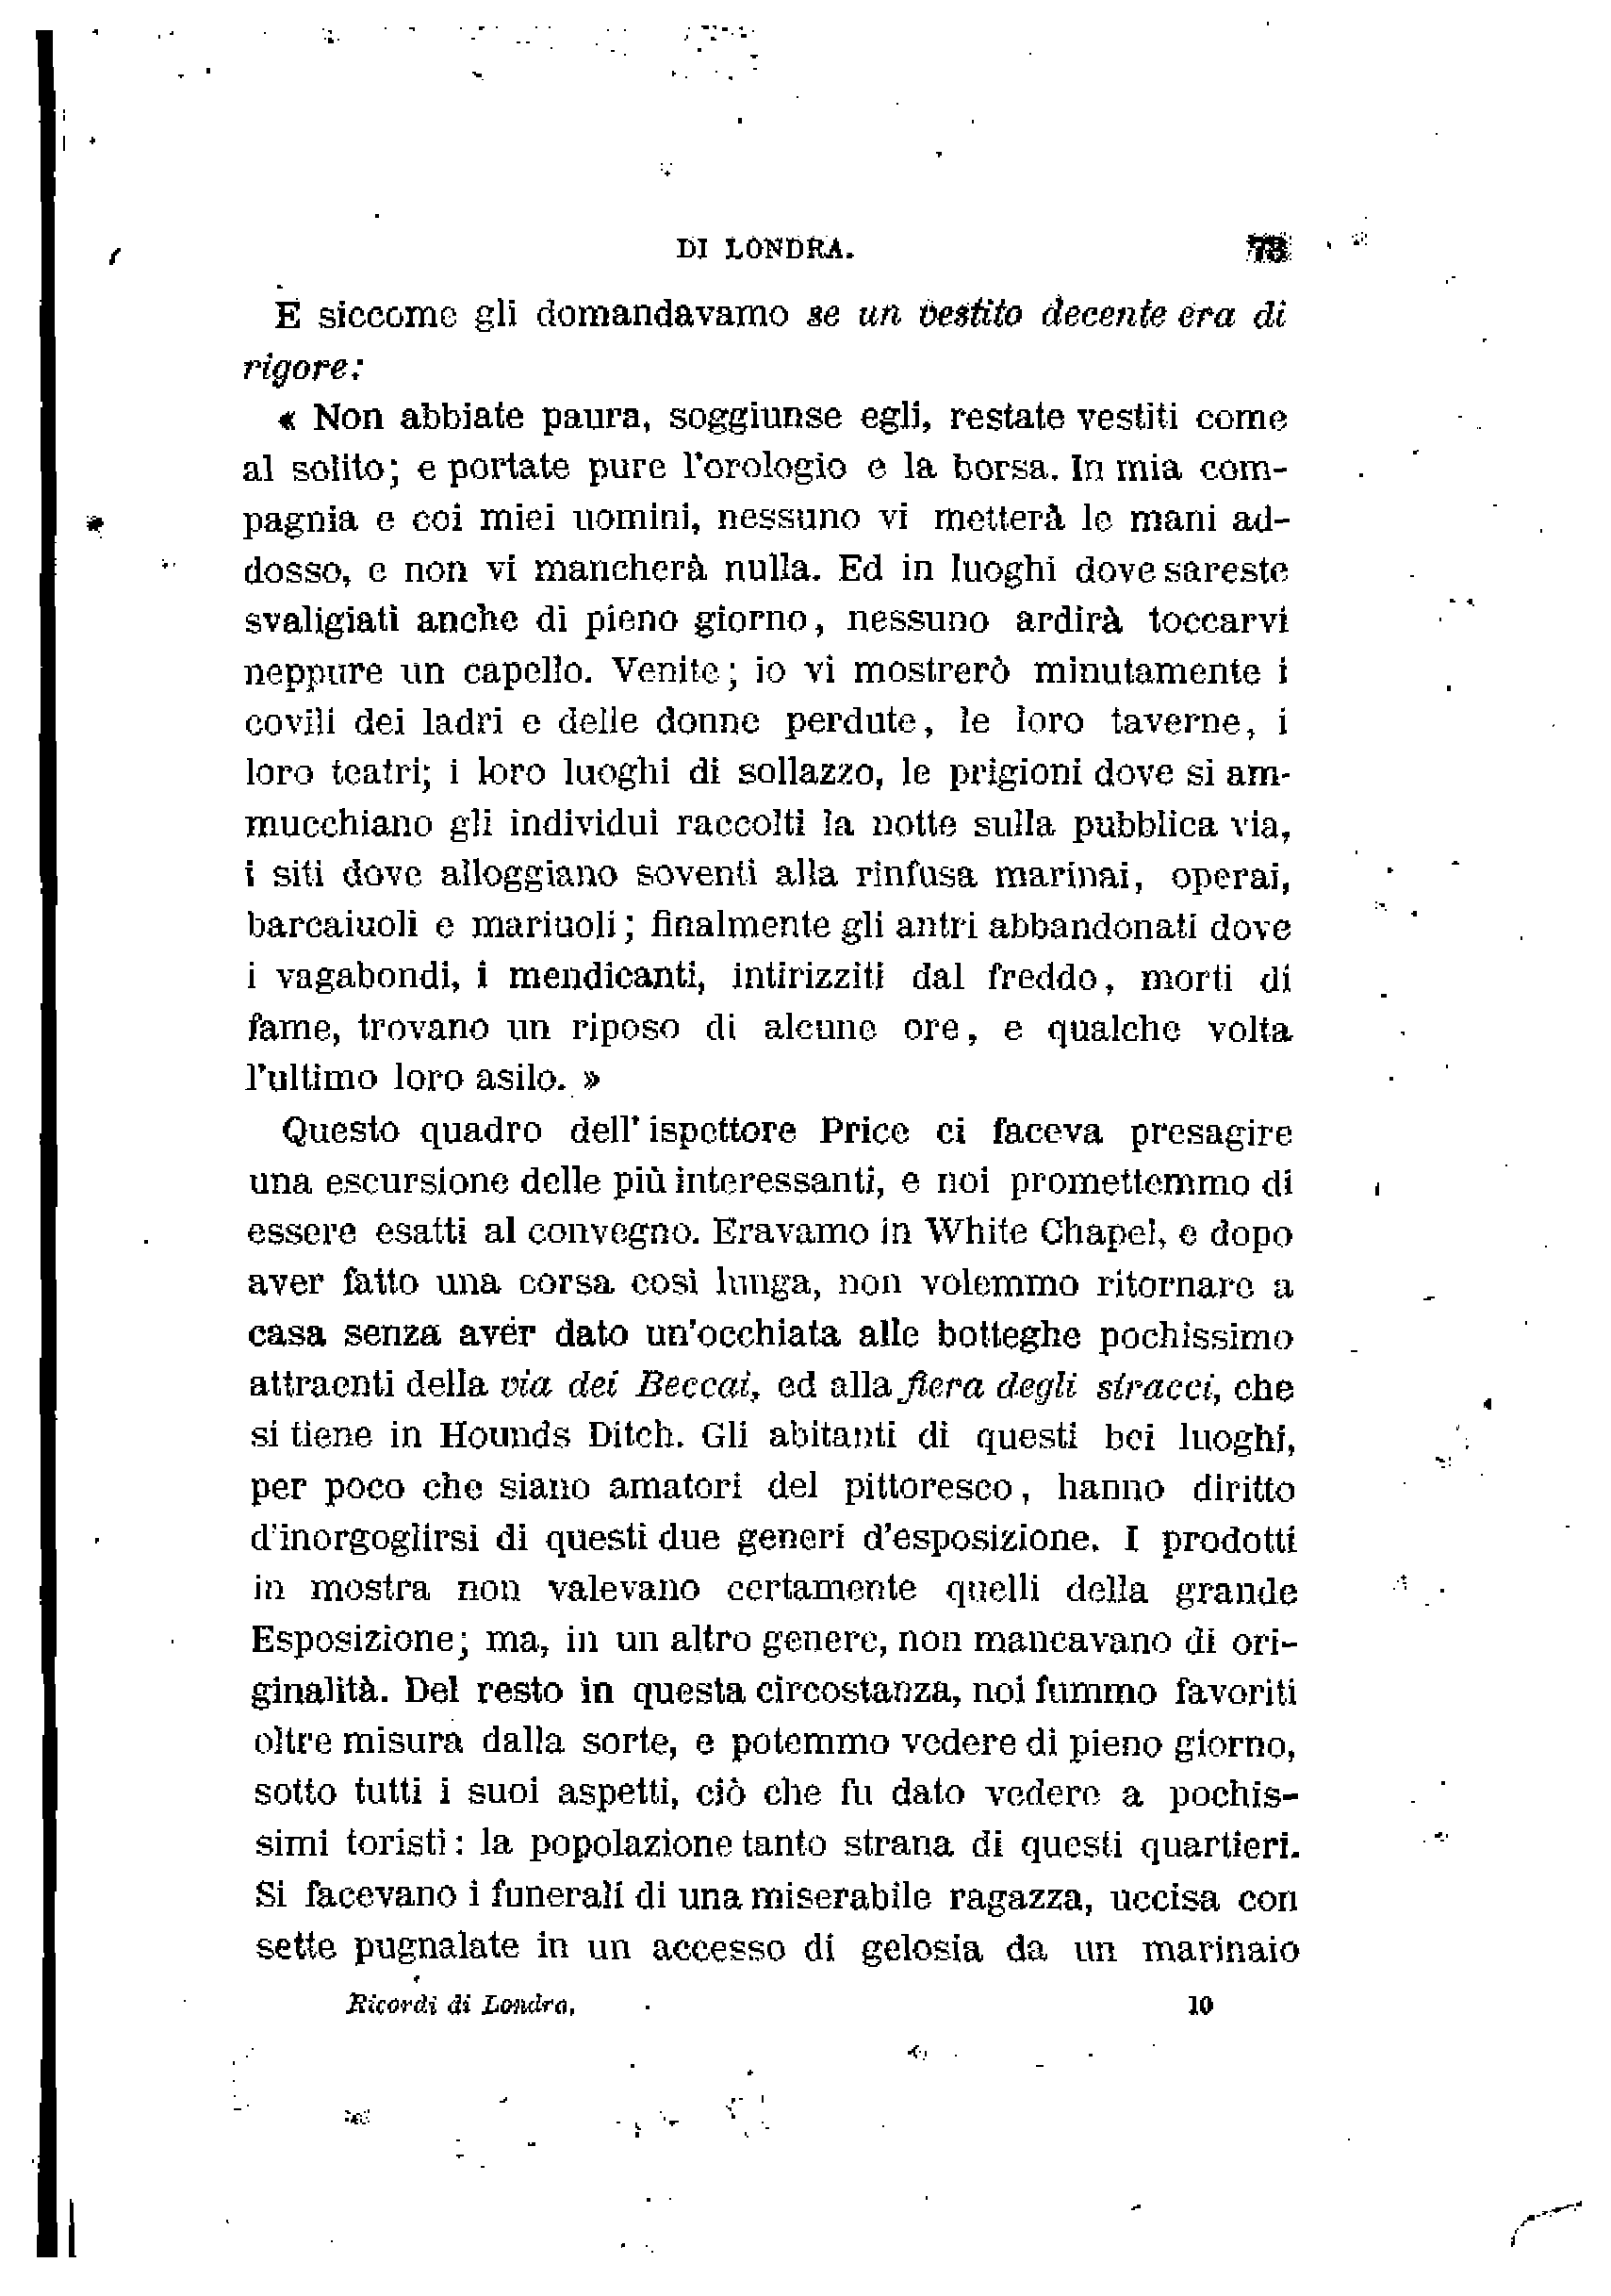 DI LONDRA. 73
E siccome gli domandavamo se un vestito decente era di
rigore:
« Non abbiate paura, soggiunse egli, restate vestiti come
al solito; e portate pure l'orologio e la borsa. In mia com-
pagnia e coi miei uomini, nessuno vi metterà le mani ad-
dosso, e non vi mancherà nulla. Ed in luoghi dove sareste
svaligiati anche di pieno giorno, nessuno ardirà toccarvi
neppure un capello. Venite; io vi mostrerò minutamente i
covili dei ladri e delle donne perdute, le loro taverne, i
loro teatri; i loro luoghi di sollazzo, le prigioni dove si am-
mucchiano gli individui raccolti la notte sulla pubblica via,
i siti dove alloggiano soventi alla rinfusa marinai, operai,
barcaiuoli e mariuoli; finalmente gli antri abbandonati dove
i vagabondi, i mendicanti, intirizziti dal freddo, morti di
fame, trovano un riposo di alcune ore, e qualche volta
l'ultimo loro asilo. »
Questo quadro dell' ispettore Price ci faceva presagire
una escursione delle più interessanti, e noi promettemmo di
essere esatti al convegno. Eravamo in White Chapel, e dopo
aver fatto una corsa così lunga, non volemmo ritornare a
casa senza aver dato un'occhiata alle botteghe pochissimo
attraenti della via dei Beccai, ed alla fiera degli stracci, che
si tiene in Hounds Ditch. Gli abitanti di questi bei luoghi,
per poco che siano amatori del pittoresco, hanno diritto
d'inorgoglirsi di questi due generi d'esposizione. I prodotti
in mostra non valevano certamente quelli della grande
Esposizione; ma, in un altro genere, non mancavano di ori-
ginalità. Del resto in questa circostanza, noi fummo favoriti
oltre misura dalla sorte, e potemmo vedere di pieno giorno,
sotto tutti i suoi aspetti, ciò che fu dato vedere a pochis-
simi toristi: la popolazione tanto strana di questi quartieri.
Si facevano i funerali di una miserabile ragazza, uccisa con
sette pugnalate in un accesso di gelosia da un marinaio
Ricordi di Londra. 10